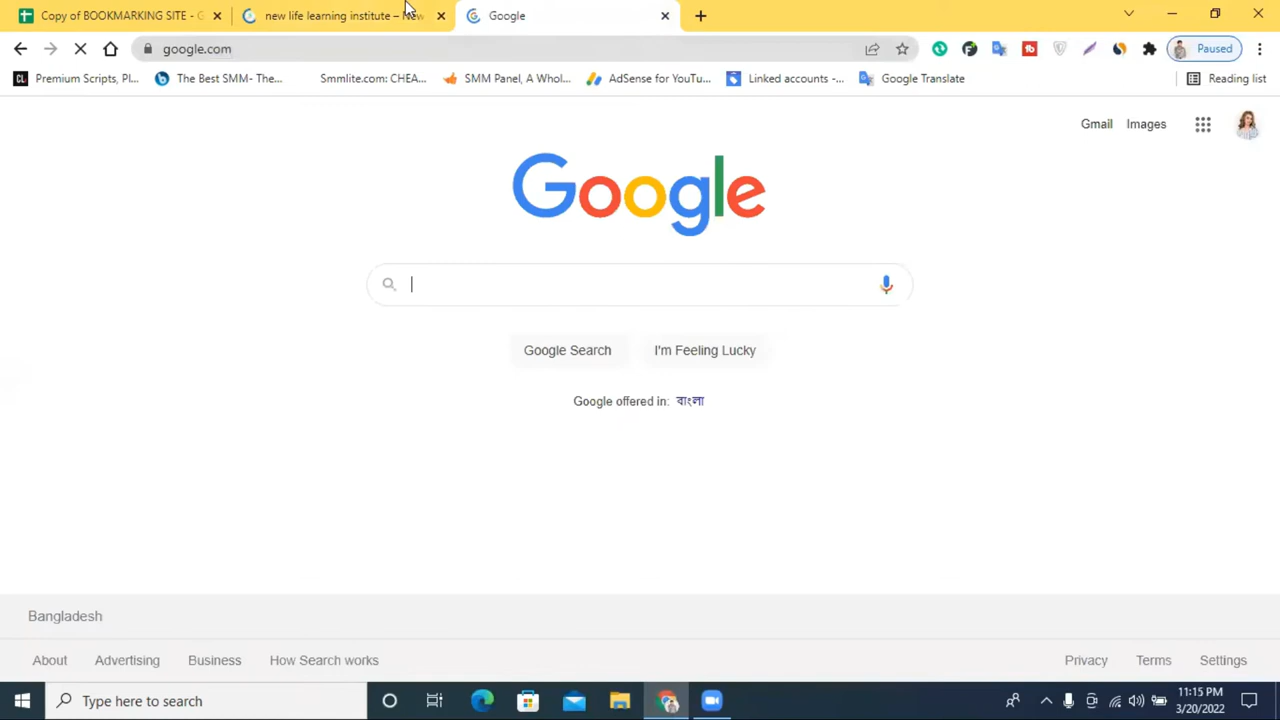 Copy of BOOKMARKING SITE - G
new life learning institute – New
Google
google.com
Paused
Premium Scripts, Pl...
The Best SMM- The...
Smmlite.com: CHEA...
SMM Panel, A Whol...
AdSense for YouTu...
Linked accounts -...
Google Translate
Reading list
Gmail
Images
Google
Google Search
I'm Feeling Lucky
Google offered in: বাংলা
Bangladesh
About
Advertising
Business
How Search works
Privacy
Terms
Settings
Type here to search
11:15 PM
3/20/2022